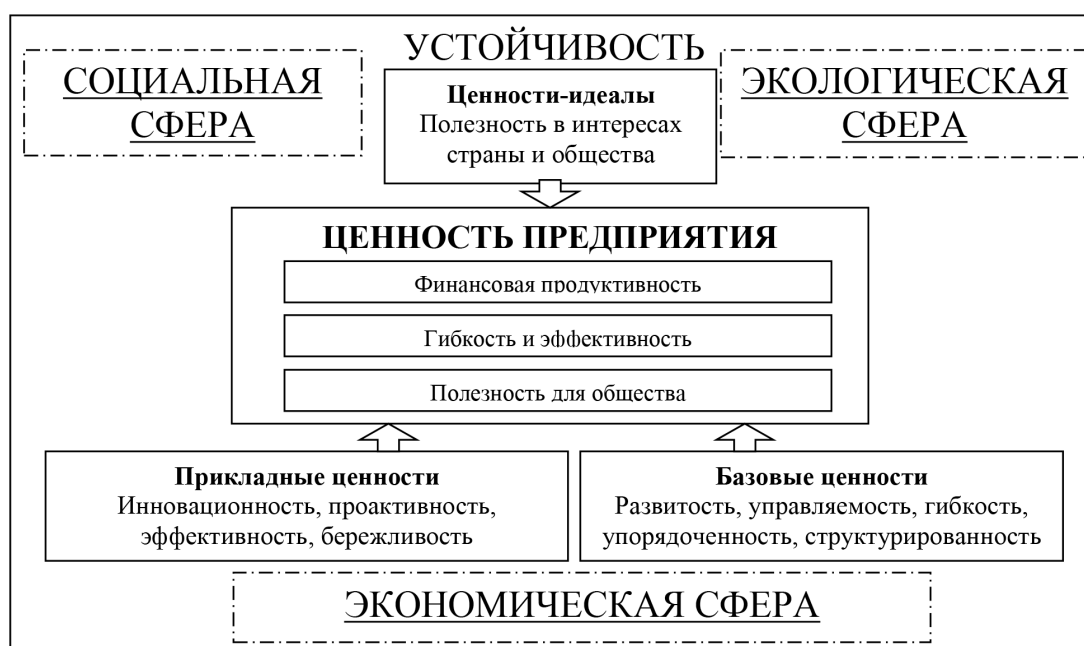 УСТОЙЧИВОСТЬ
СОЦИАЛЬНАЯ
СФЕРА
Ценности-идеалы
Полезность в интересах
страны и общества
ЭКОЛОГИЧЕСКАЯ
СФЕРА
ЦЕННОСТЬ ПРЕДПРИЯТИЯ
Финансовая продуктивность
Гибкость и эффективность
Полезность для общества
Прикладные ценности
Инновационность, проактивность,
эффективность, бережливость
Базовые ценности
Развитость, управляемость, гибкость,
упорядоченность, структурированность
ЭКОНОМИЧЕСКАЯ СФЕРА